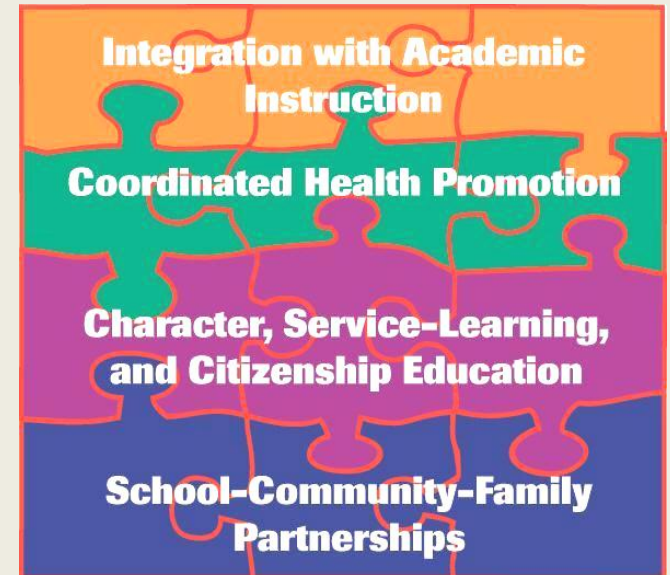 Integration with Academic
Instruction
Coordinated Health Promotion
Character, Service-Learning,
and Citizenship Education
School-Community-Family
Partnerships